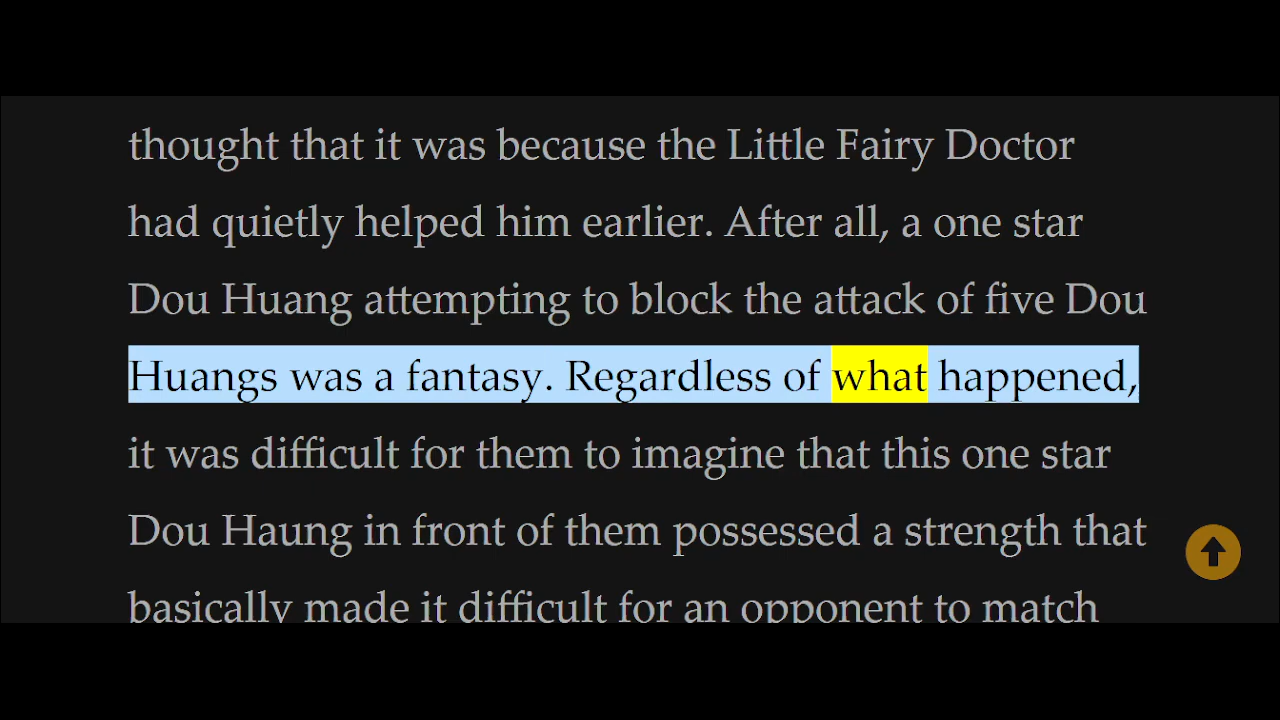 thought that it was because the Little Fairy Doctor
had quietly helped him earlier. After all, a one star
Dou Huang attempting to block the attack of five Dou
Huangs was a fantasy. Regardless of what happened,
it was difficult for them to imagine that this one star
Dou Haung in front of them possessed a strength that
basically made it difficult for an opponent to match